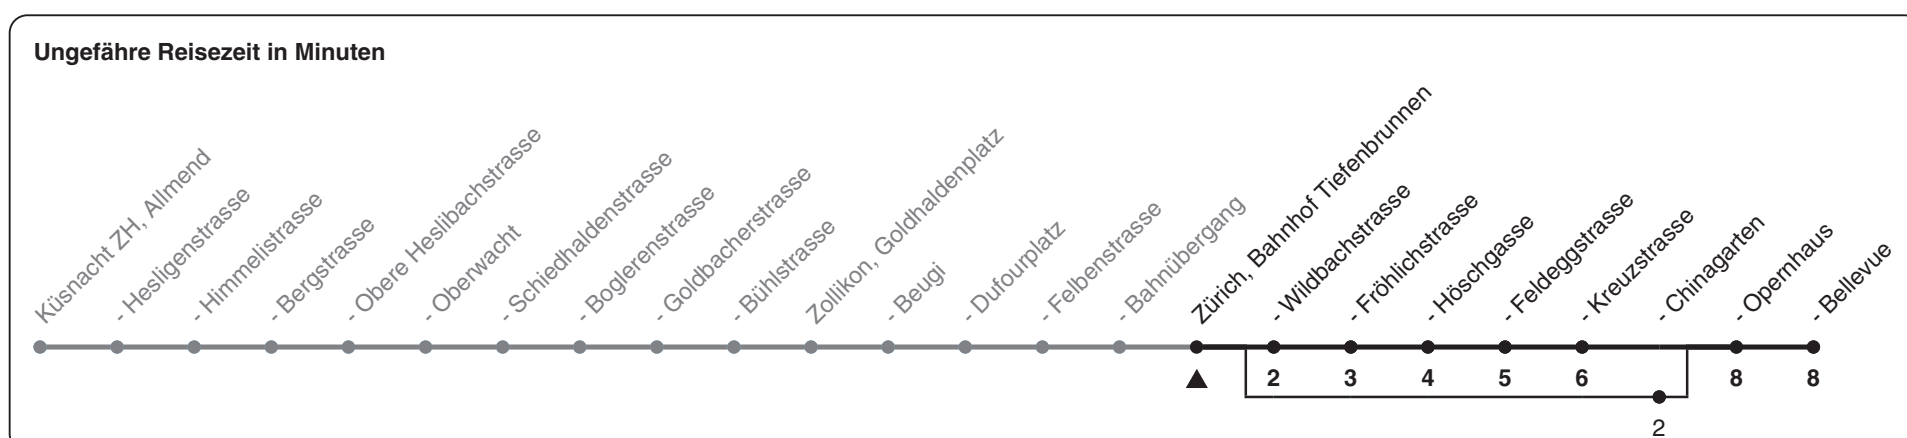 Ungefähre Reisezeit in Minuten
Küsnacht ZH, Allmend
- Hesligenstrasse
- Himmelistrasse
- Bergstrasse
- Obere Heslibachstrasse
- Oberwacht
- Schiedhaldenstrasse
- Boglerenstrasse
- Goldbacherstrasse
- Bühlstrasse
Zollikon, Goldhaldenplatz
- Beugi
- Dufourplatz
- Felbenstrasse
- Bahnübergang
Zürich, Bahnhof Tiefenbrunnen
- Wildbachstrasse
- Fröhlichstrasse
- Höschgasse
- Feldeggstrasse
- Kreuzstrasse
- Chinagarten
- Opernhaus
- Bellevue
2 3 4 5 6 8 8
2